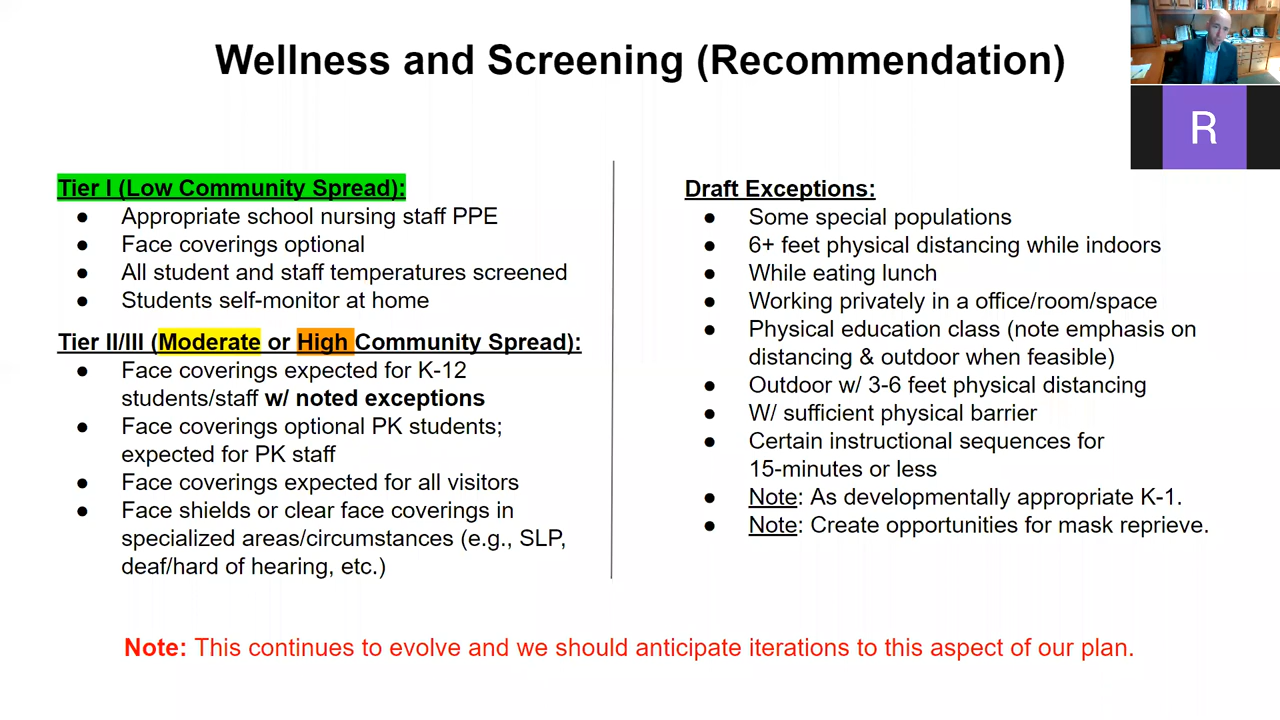 Wellness and Screening (Recommendation)
R
Tier I (Low Community Spread):
● Appropriate school nursing staff PPE
● Face coverings optional
● All student and staff temperatures screened
● Students self-monitor at home
Tier II/III (Moderate or High Community Spread):
● Face coverings expected for K-12
students/staff w/ noted exceptions
● Face coverings optional PK students;
expected for PK staff
● Face coverings expected for all visitors
● Face shields or clear face coverings in
specialized areas/circumstances (e.g., SLP,
deaf/hard of hearing, etc.)
Draft Exceptions:
● Some special populations
● 6+ feet physical distancing while indoors
● While eating lunch
● Working privately in a office/room/space
● Physical education class (note emphasis on
distancing & outdoor when feasible)
● Outdoor w/ 3-6 feet physical distancing
● W/ sufficient physical barrier
● Certain instructional sequences for
15-minutes or less
● Note: As developmentally appropriate K-1.
● Note: Create opportunities for mask reprieve.
Note: This continues to evolve and we should anticipate iterations to this aspect of our plan.